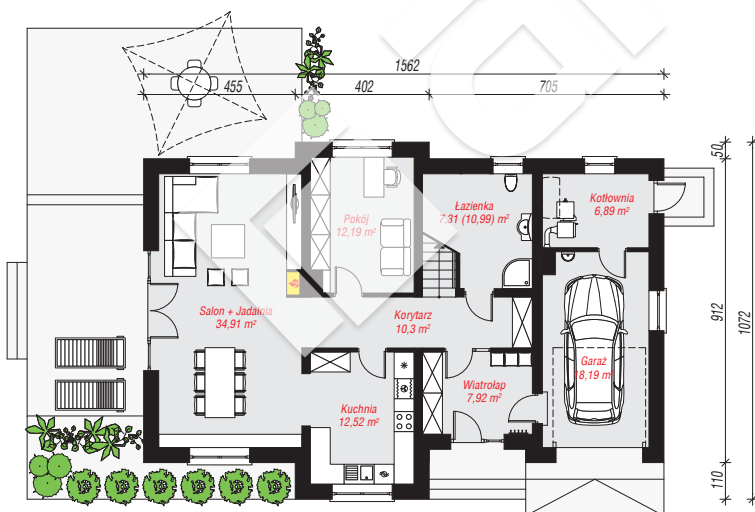 1562
455
402
705
50
912
1072
110
Pokój
12,19 m²
Łazienka
7,31 (10,99) m²
Kotłownia
6,89 m²
Salon + Jadalnia
34,91 m²
Korytarz
10,3 m²
Garaż
18,19 m²
Wiatrołap
7,92 m²
Kuchnia
12,52 m²